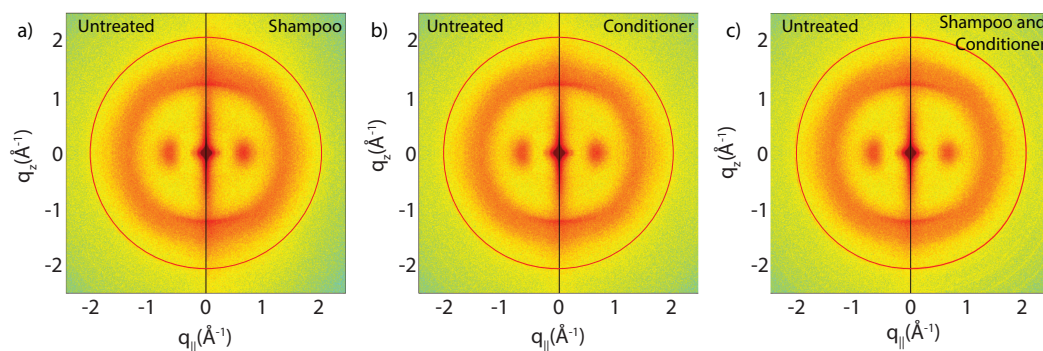 a)
Untreated
Shampoo
2
1
0
-1
-2
qz(Å-1)
-2
-1
0
1
2
q||(Å-1)
b)
Untreated
Conditioner
2
1
0
-1
-2
qz(Å-1)
-2
-1
0
1
2
q||(Å-1)
c)
Untreated
Shampoo and
Conditioner
2
1
0
-1
-2
qz(Å-1)
-2
-1
0
1
2
q||(Å-1)